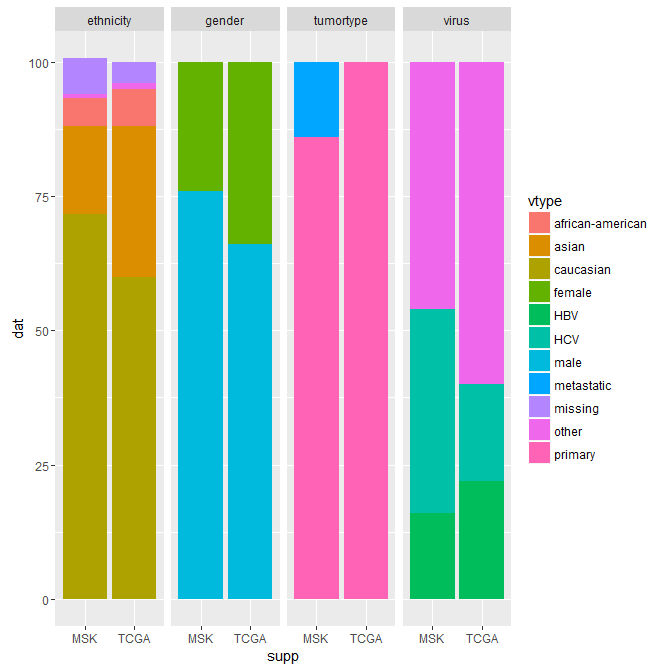 ethnicity gender tumortype virus
100
75
50
25
0
dat
MSK TCGA MSK TCGA MSK TCGA MSK TCGA
supp
vtype
african-american
asian
caucasian
female
HBV
HCV
male
metastatic
missing
other
primary